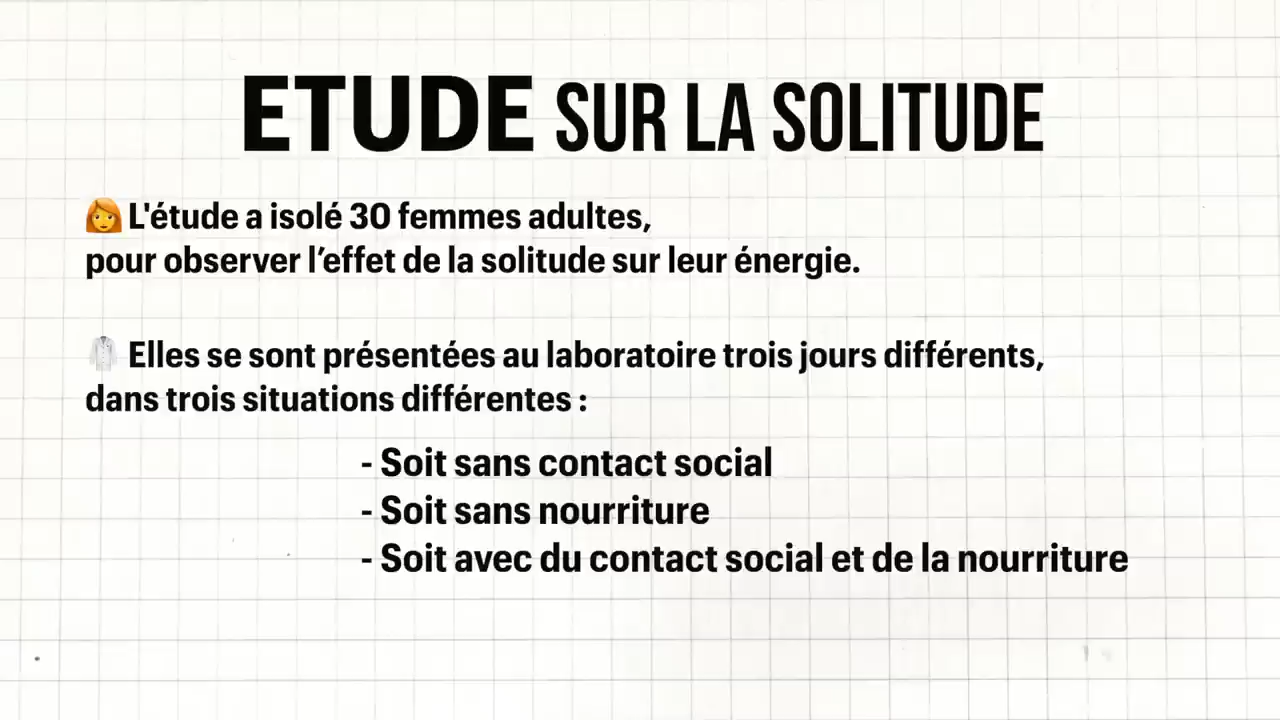 ETUDE SUR LA SOLITUDE
👩‍🦰 L'étude a isolé 30 femmes adultes,
pour observer l’effet de la solitude sur leur énergie.
🥼 Elles se sont présentées au laboratoire trois jours différents,
dans trois situations différentes :
- Soit sans contact social
- Soit sans nourriture
- Soit avec du contact social et de la nourriture